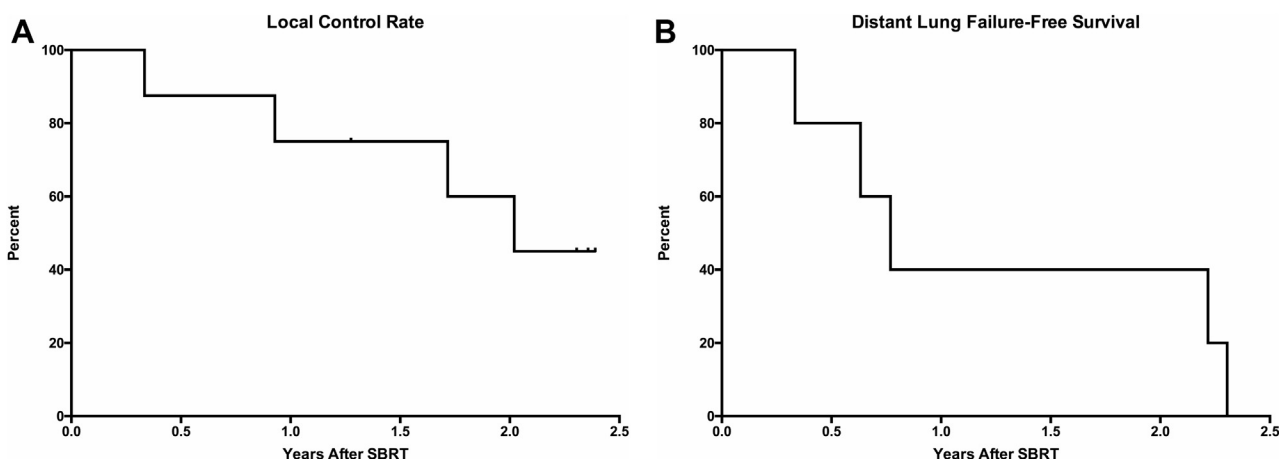 A
Local Control Rate
100
80
60
40
20
0
Percent
0.0 0.5 1.0 1.5 2.0 2.5
Years After SBRT
B
Distant Lung Failure-Free Survival
100
80
60
40
20
0
Percent
0.0 0.5 1.0 1.5 2.0 2.5
Years After SBRT